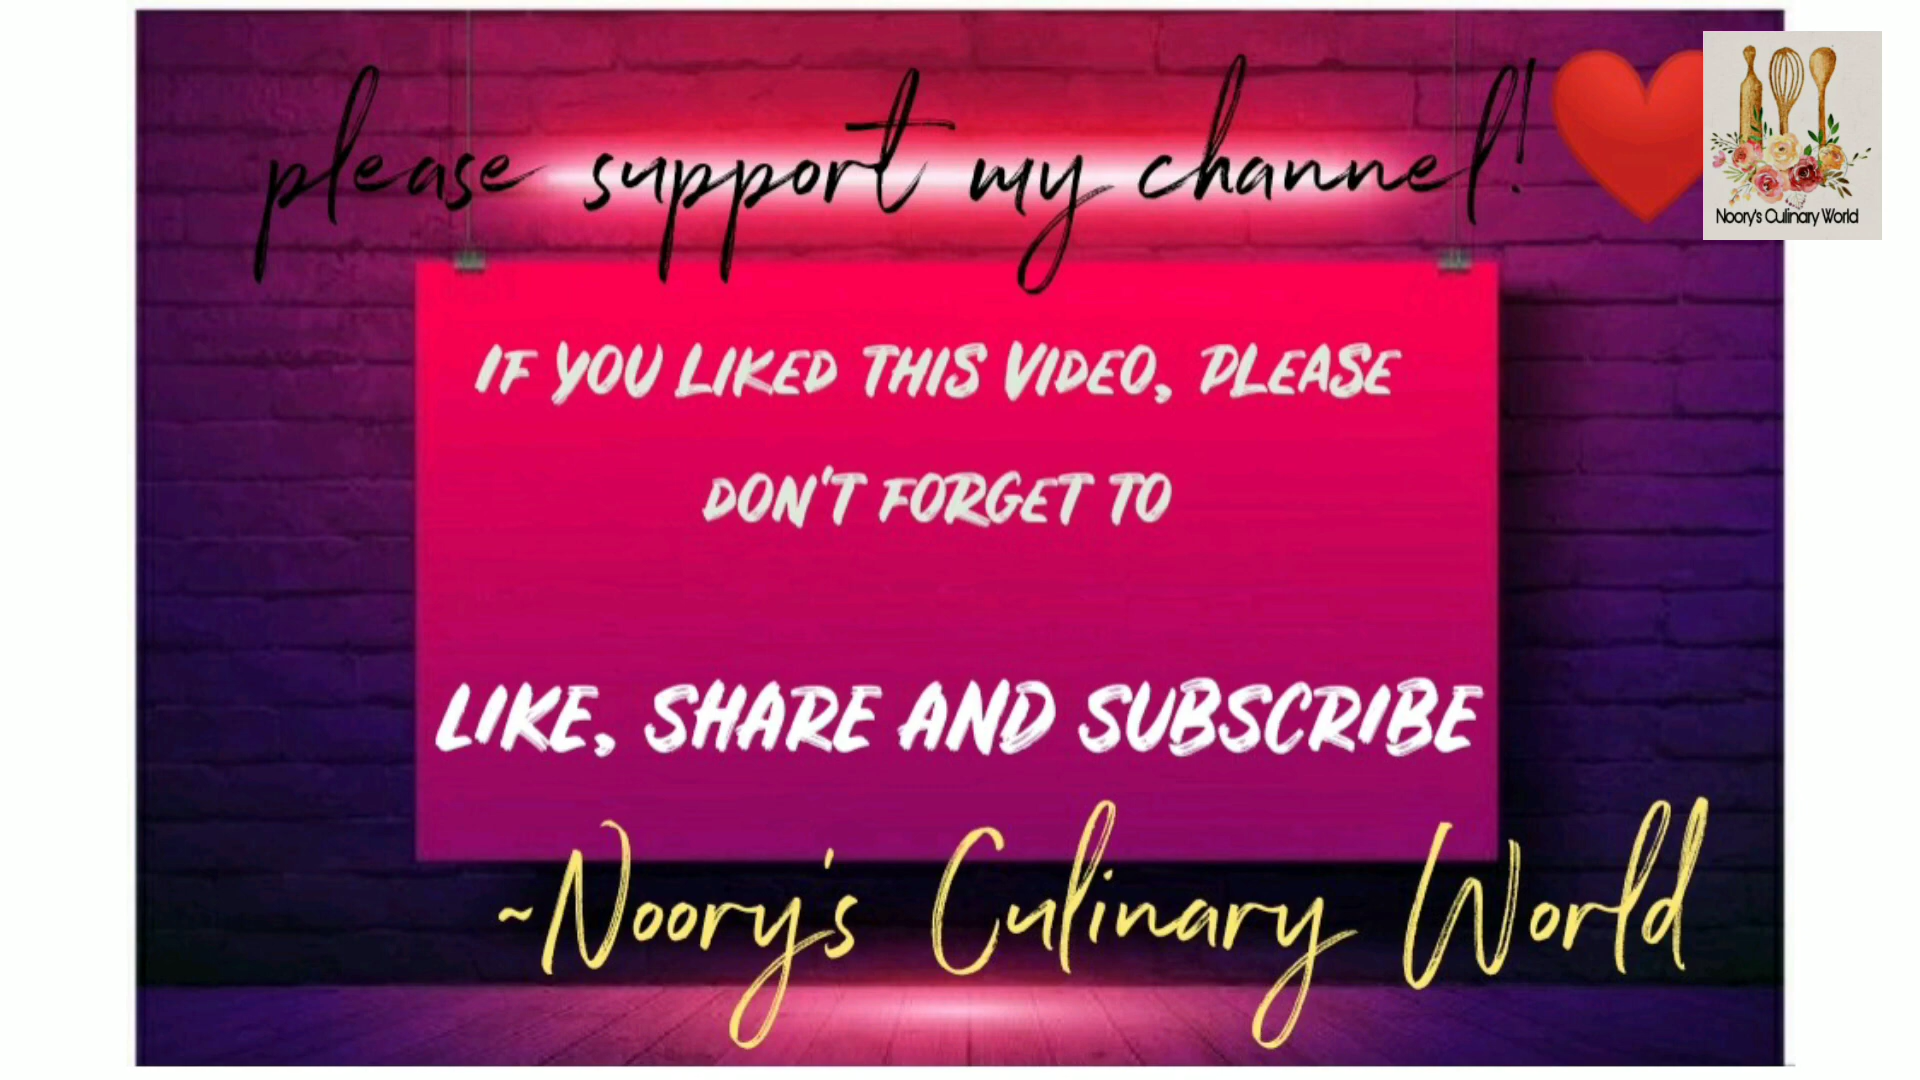 please support my channel!
Noory's Culinary World
IF YOU LIKED THIS VIDEO, PLEASE
DON'T FORGET TO
LIKE, SHARE AND SUBSCRIBE
~Noory's Culinary World